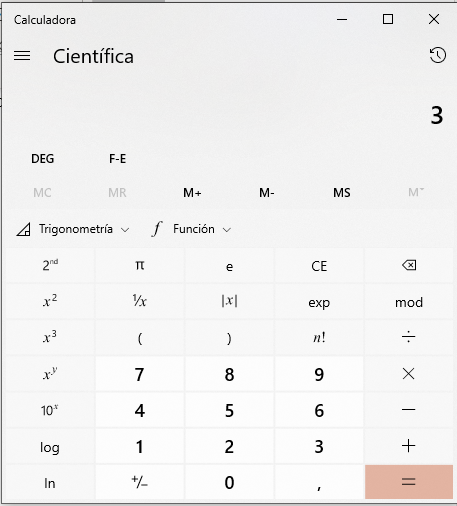 Calculadora
Científica
3
DEG F-E
MC MR M+ M- MS M˅
Trigonometría f Función
2ⁿᵈ π e CE
x² ¹/x |x| exp mod
x³ ( ) n! ÷
xʸ 7 8 9 ×
10ˣ 4 5 6 −
log 1 2 3 +
ln +/− 0 , =